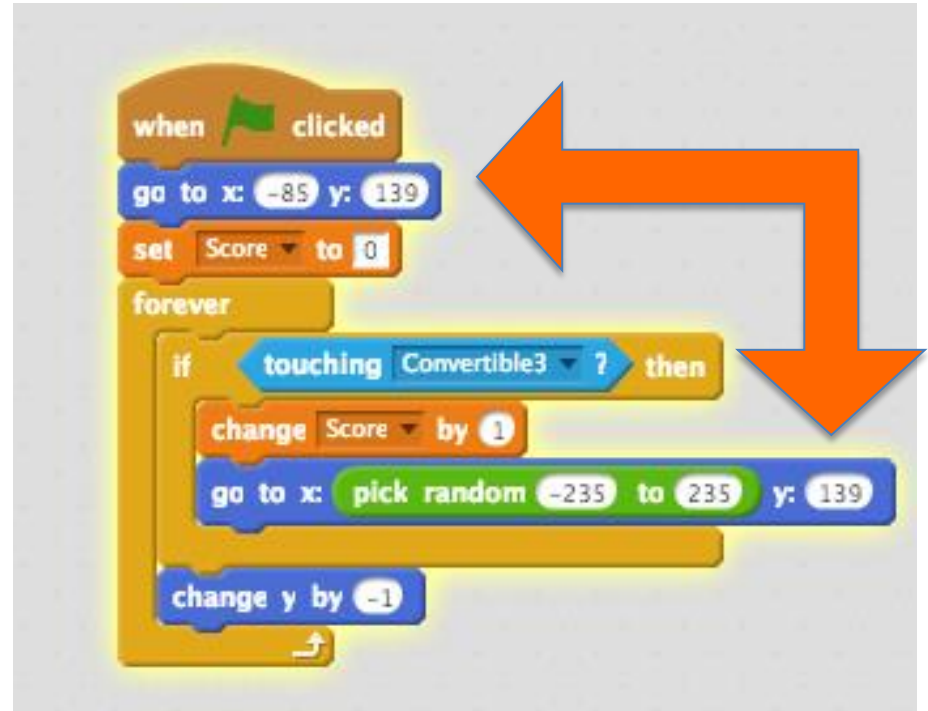 when clicked
go to x: -85 y: 139
set Score to 0
forever
if touching Convertible3 ? then
change Score by 1
go to x: pick random -235 to 235 y: 139
change y by -1